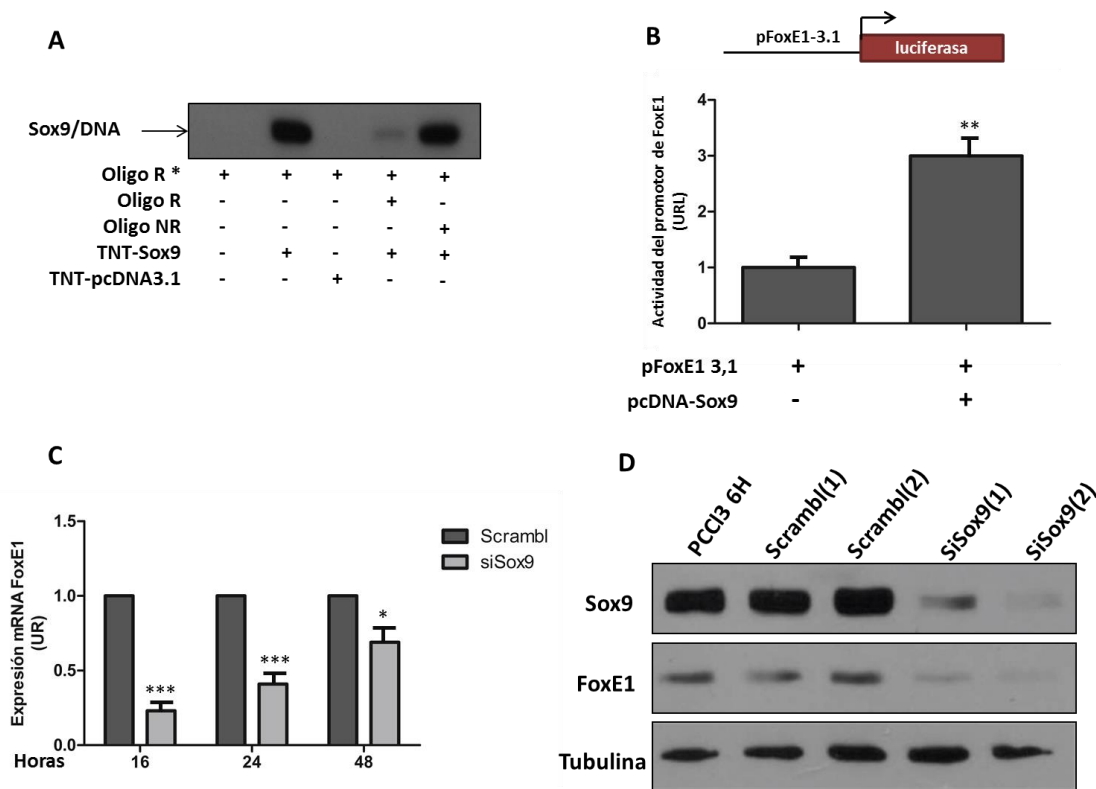 A
Sox9/DNA
Oligo R * + + + + +
Oligo R - - - + -
Oligo NR - - - - +
TNT-Sox9 - + - + +
TNT-pcDNA3.1 - - + - -
B
pFoxE1-3.1
luciferasa
Actividad del promotor de FoxE1
(URL)
4
3
2
1
0
**
pFoxE1 3,1 + +
pcDNA-Sox9 - +
C
Expresión mRNA FoxE1
(UR)
1.5
1.0
0.5
0.0
***
***
*
Scrambl
siSox9
Horas 16 24 48
D
PCCl3 6H
Scrambl(1)
Scrambl(2)
SiSox9(1)
SiSox9(2)
Sox9
FoxE1
Tubulina